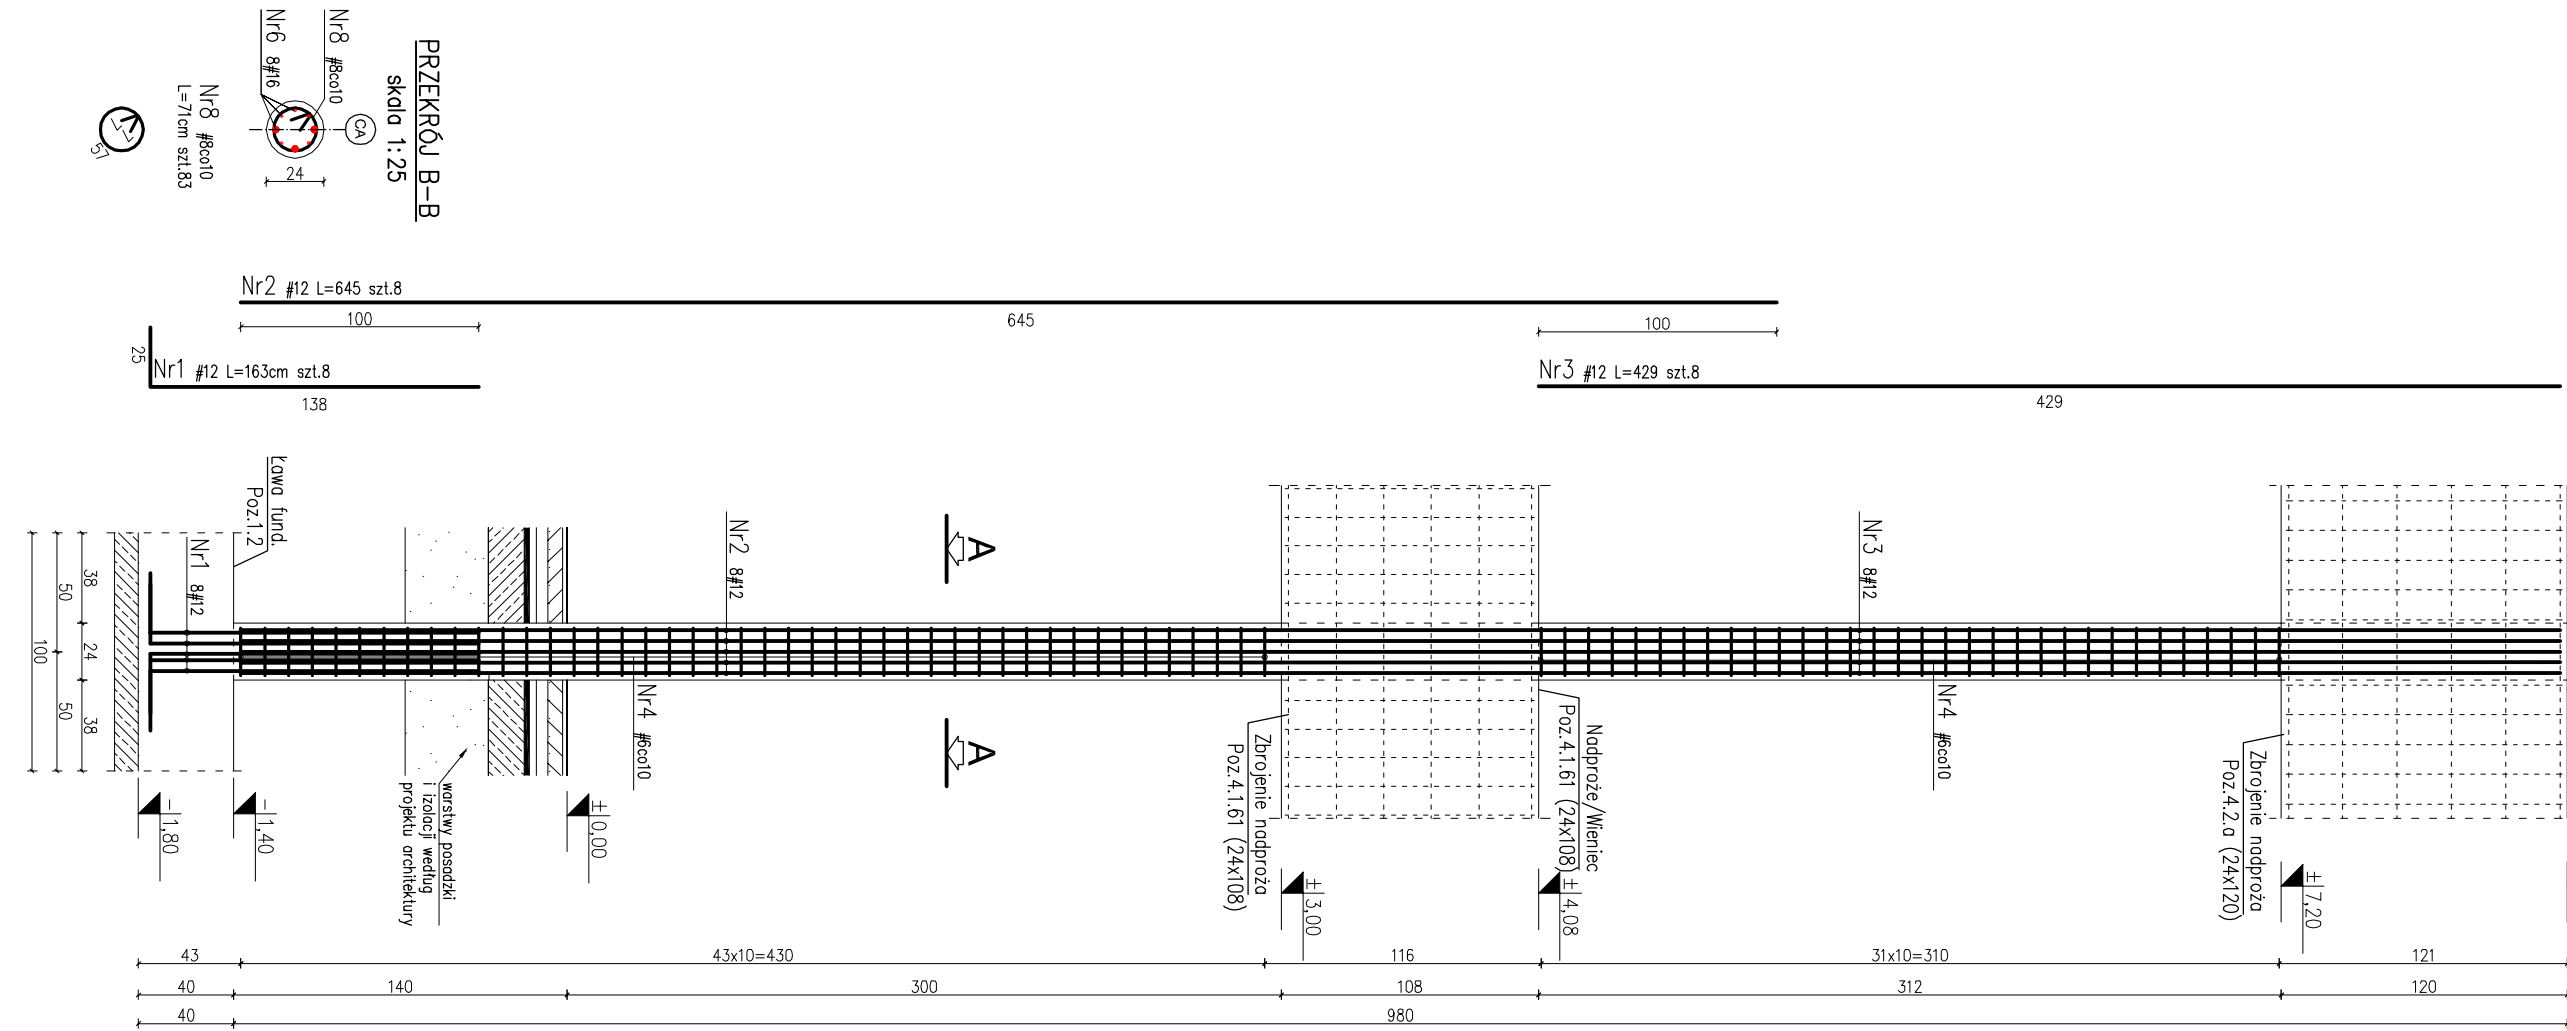 PRZEKRÓJ B-B
skala 1:25
Nr8 #8co10
Nr6 8#16
CA
24
Nr8 #8co10
L=71cm szt.83
57
Nr2 #12 L=645 szt.8
100
645
100
25
Nr1 #12 L=163cm szt.8
138
Nr3 #12 L=429 szt.8
429
Ława fund.
Poz.1.2
Nr1 8#12
Nr2 8#12
A
Nr3 8#12
38
50
24
100
50
38
Nr4 #6co10
A
Nr4 #6co10
warstwy posadzki
i izolacji według
projektu architektury
Zbrojenie nadproża
Poz.4.1.61 (24x108)
Nadproże/Wieniec
Poz.4.1.61 (24x108)
Zbrojenie nadproża
Poz.4.2.a (24x120)
-1,80
-1,40
±0,00
±3,00
±4,08
±7,20
43
43x10=430
116
31x10=310
121
40
140
300
108
312
120
40
980